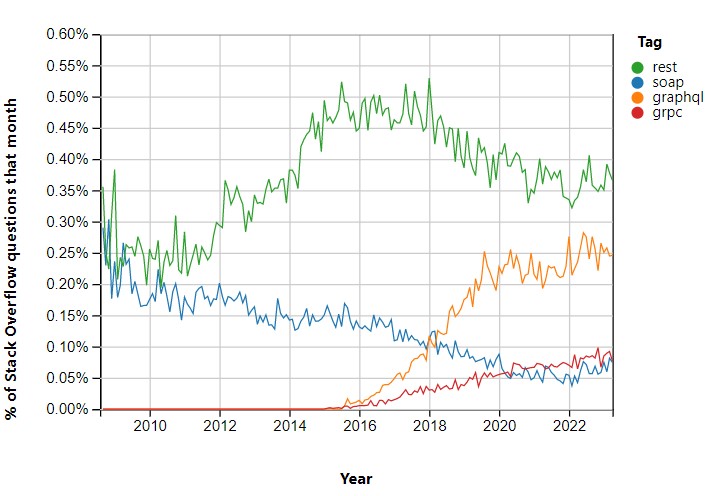 % of Stack Overflow questions that month
0.60%
0.55%
0.50%
0.45%
0.40%
0.35%
0.30%
0.25%
0.20%
0.15%
0.10%
0.05%
0.00%
2010 2012 2014 2016 2018 2020 2022
Year
Tag
rest
soap
graphql
grpc